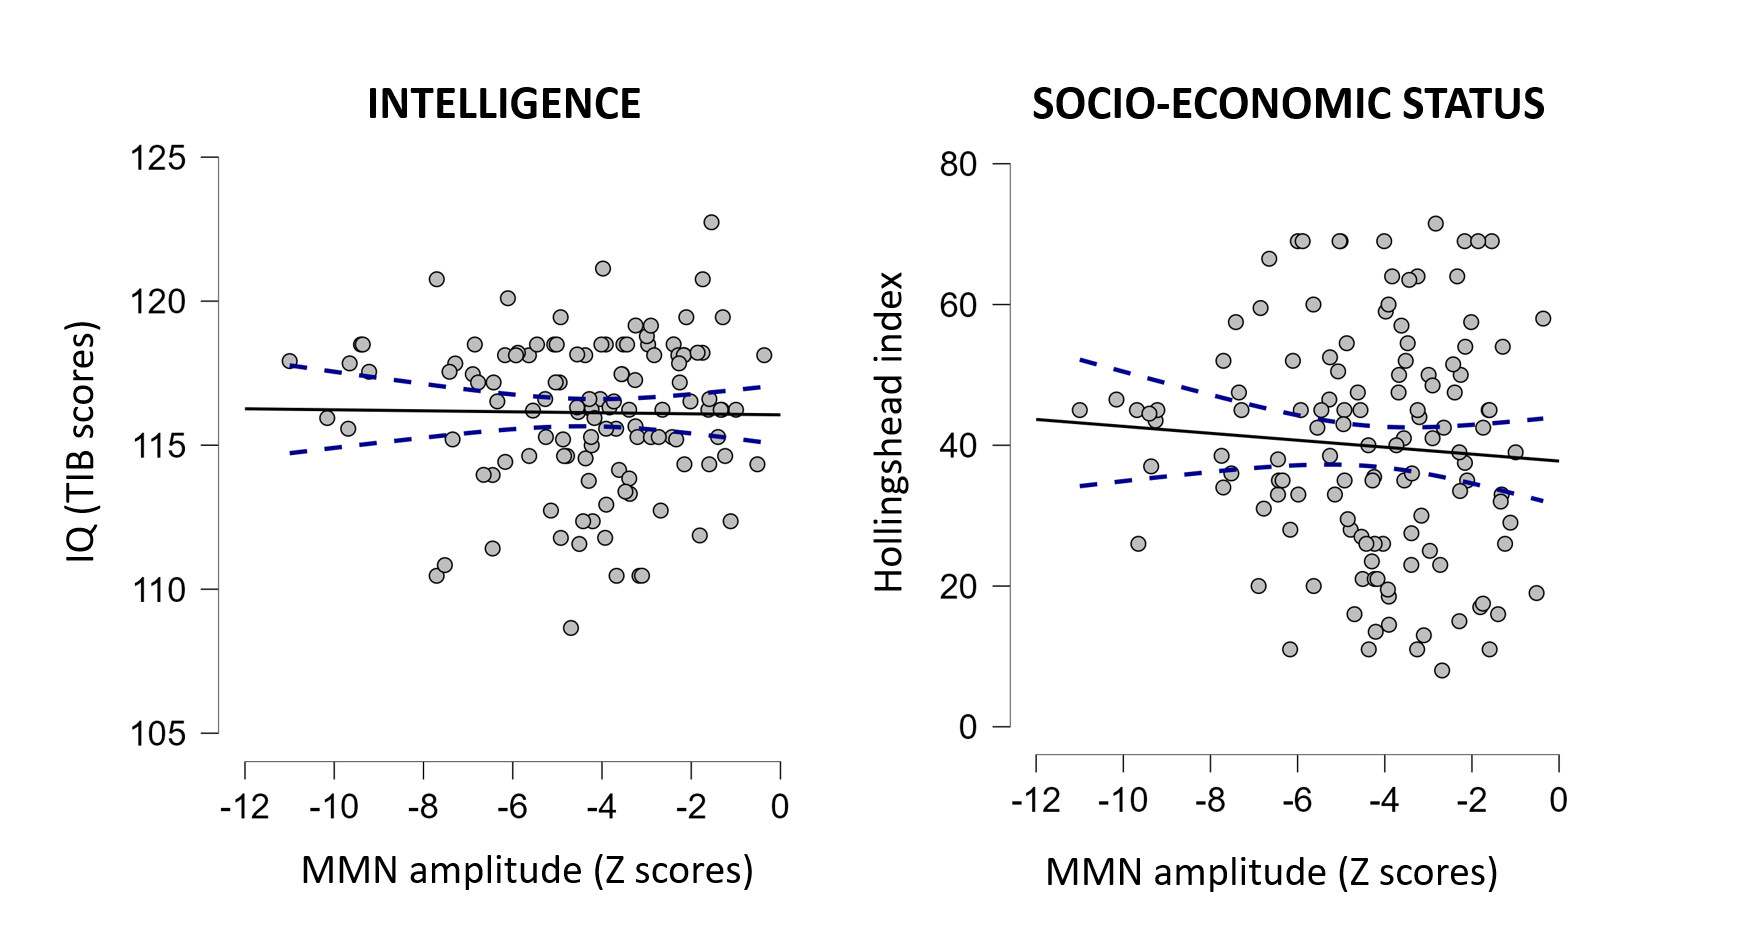 INTELLIGENCE
125
120
115
110
105
IQ (TIB scores)
-12 -10 -8 -6 -4 -2 0
MMN amplitude (Z scores)
SOCIO-ECONOMIC STATUS
80
60
40
20
0
Hollingshead index
-12 -10 -8 -6 -4 -2 0
MMN amplitude (Z scores)